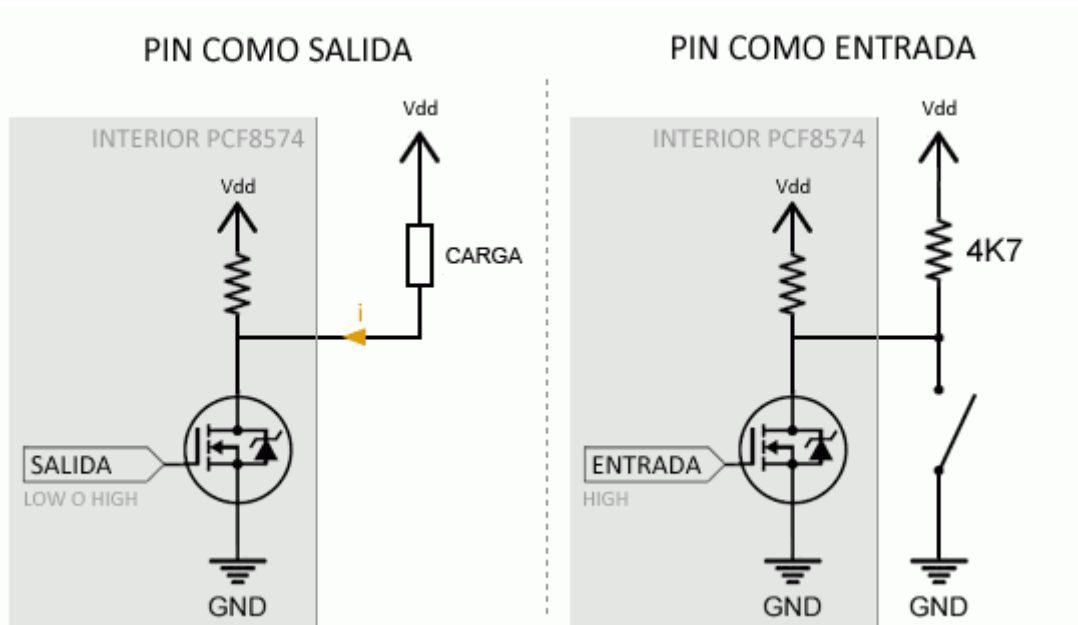 PIN COMO SALIDA
INTERIOR PCF8574
Vdd
Vdd
CARGA
i
SALIDA
LOW O HIGH
GND
PIN COMO ENTRADA
INTERIOR PCF8574
Vdd
Vdd
4K7
ENTRADA
HIGH
GND
GND